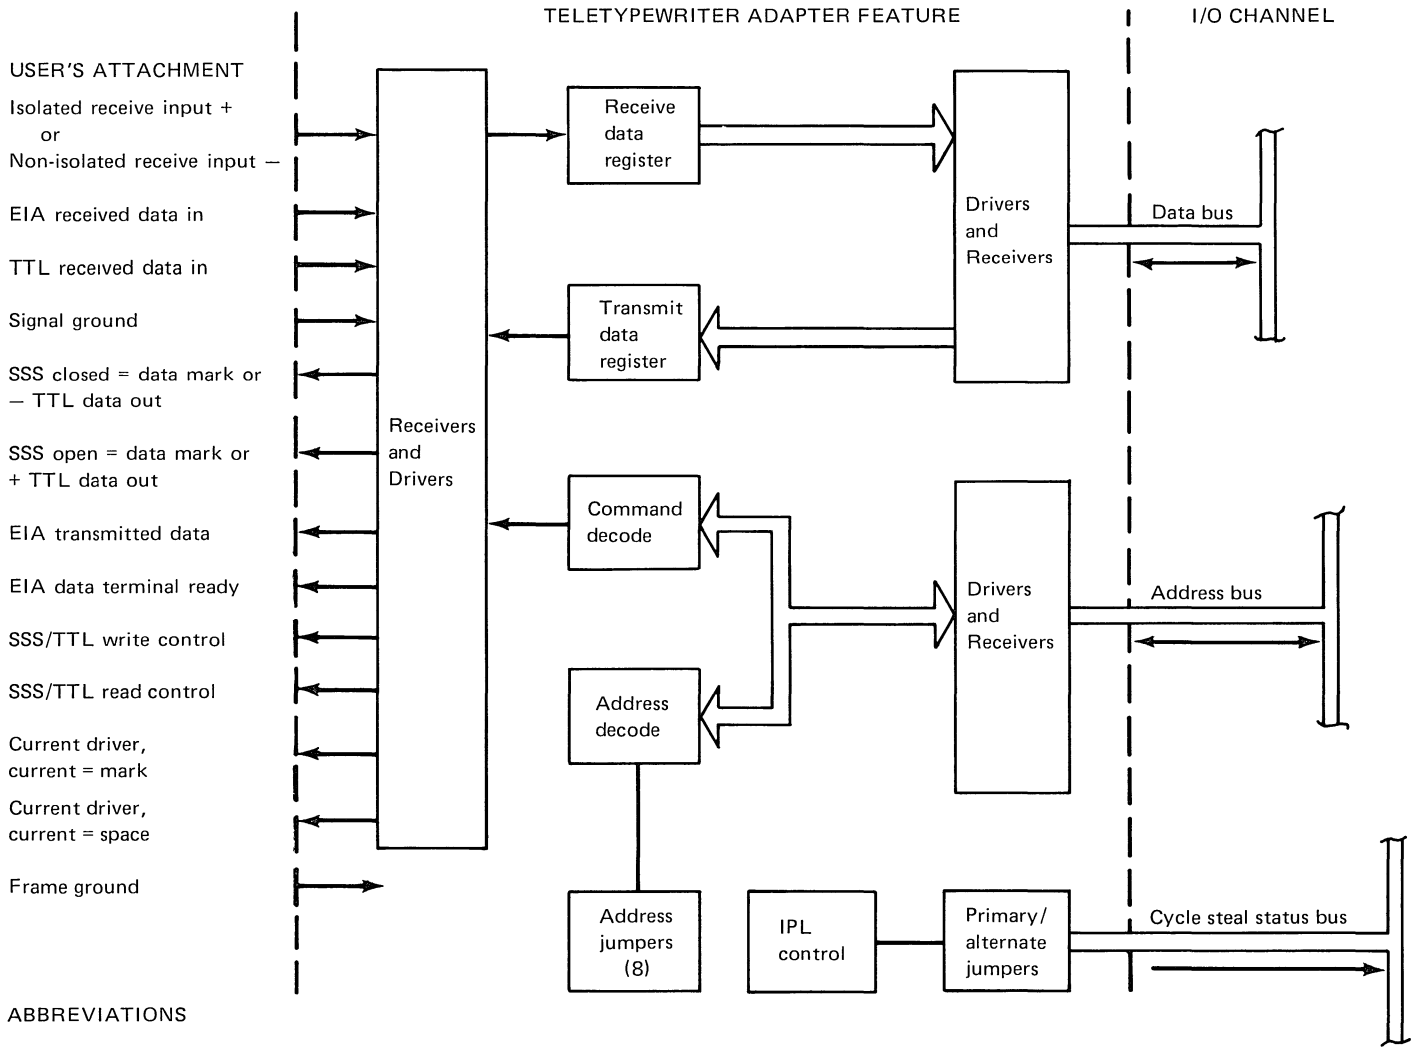 TELETYPEWRITER ADAPTER FEATURE
I/O CHANNEL
USER'S ATTACHMENT
Isolated receive input +
or
Non-isolated receive input —
EIA received data in
TTL received data in
Signal ground
SSS closed = data mark or
— TTL data out
SSS open = data mark or
+ TTL data out
EIA transmitted data
EIA data terminal ready
SSS/TTL write control
SSS/TTL read control
Current driver,
current = mark
Current driver,
current = space
Frame ground
Receivers
and
Drivers
Receive
data
register
Transmit
data
register
Command
decode
Address
decode
Address
jumpers
(8)
IPL
control
Primary/
alternate
jumpers
Drivers
and
Receivers
Drivers
and
Receivers
Data bus
Address bus
Cycle steal status bus
ABBREVIATIONS